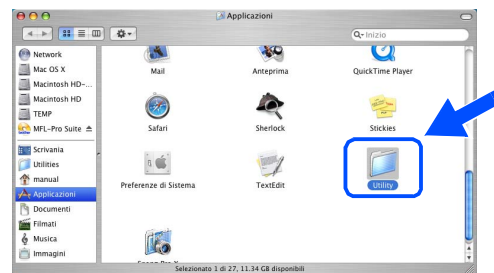 Applicazioni
Inizio
Network
Mac OS X
Macintosh HD-...
Macintosh HD
TEMP
MFL-Pro Suite
Scrivania
Utilities
manual
Applicazioni
Documenti
Filmati
Musica
Immagini
Mail
Anteprima
QuickTime Player
Safari
Sherlock
Stickies
Preferenze di Sistema
TextEdit
Utility
Selezionato 1 di 27, 11.34 GB disponibili